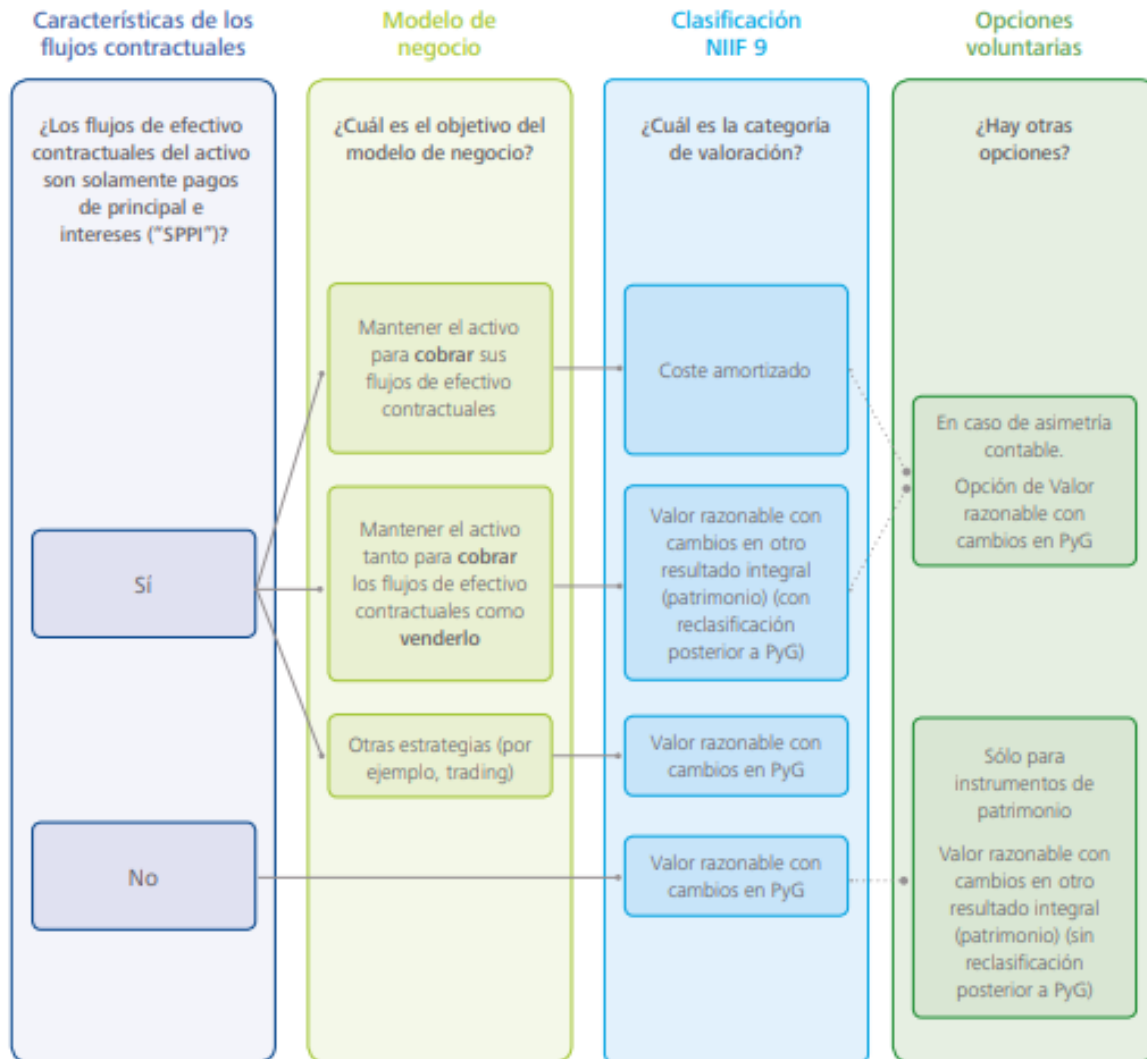 Características de los
flujos contractuales
Modelo de
negocio
Clasificación
NIIF 9
Opciones
voluntarias
¿Los flujos de efectivo
contractuales del activo
son solamente pagos
de principal e
intereses ("SPPI")?
¿Cuál es el objetivo del
modelo de negocio?
¿Cuál es la categoría
de valoración?
¿Hay otras
opciones?
Mantener el activo
para cobrar sus
flujos de efectivo
contractuales
Coste amortizado
En caso de asimetría
contable.
Opción de Valor
razonable con
cambios en PyG
Sí
Mantener el activo
tanto para cobrar
los flujos de efectivo
contractuales como
venderlo
Valor razonable con
cambios en otro
resultado integral
(patrimonio) (con
reclasificación
posterior a PyG)
Otras estrategias (por
ejemplo, trading)
Valor razonable con
cambios en PyG
No
Valor razonable con
cambios en PyG
Sólo para
instrumentos de
patrimonio
Valor razonable con
cambios en otro
resultado integral
(patrimonio) (sin
reclasificación
posterior a PyG)